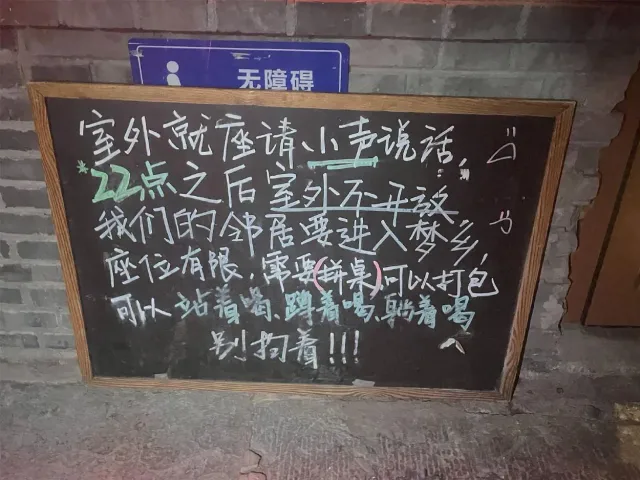 无障碍
室外就座请小声说话,
*22点之后室外不开放
我们的邻居要进入梦乡,
座位有限,需要(拼桌)可以打包
可以站着喝、蹲着喝、躺着喝
别拘着!!!